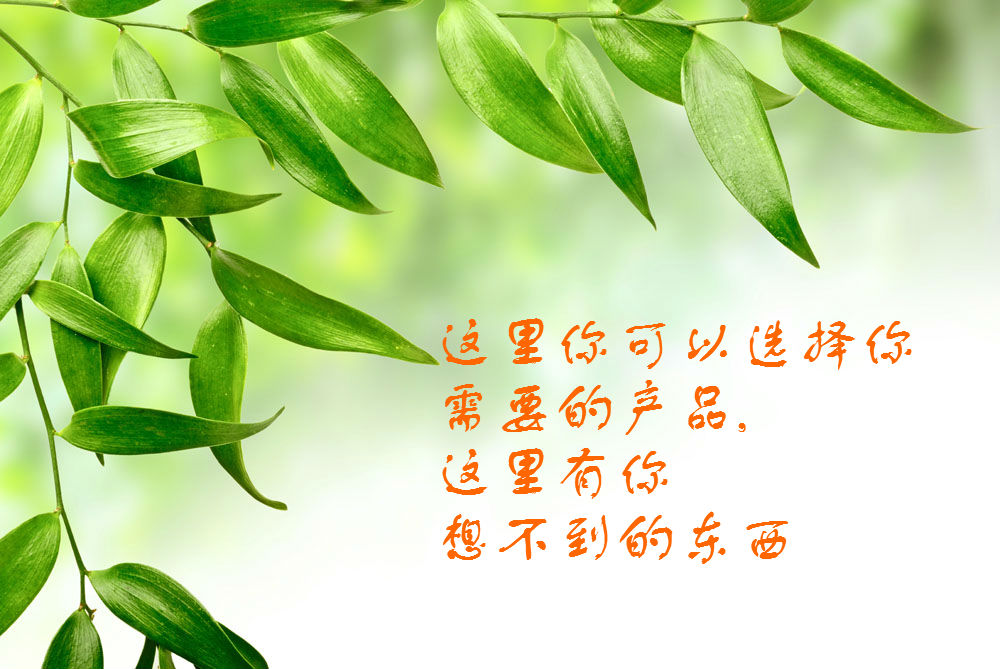 这里你可以选择你
需要的产品,
这里有你
想不到的东西